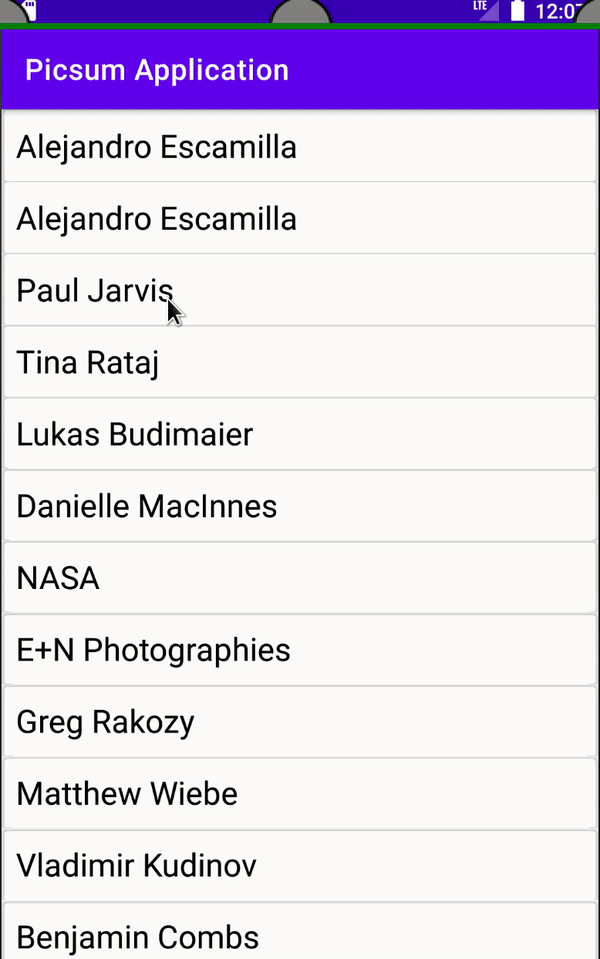 LTE 12:07
Picsum Application
Alejandro Escamilla
Alejandro Escamilla
Paul Jarvis
Tina Rataj
Lukas Budimaier
Danielle MacInnes
NASA
E+N Photographies
Greg Rakozy
Matthew Wiebe
Vladimir Kudinov
Benjamin Combs